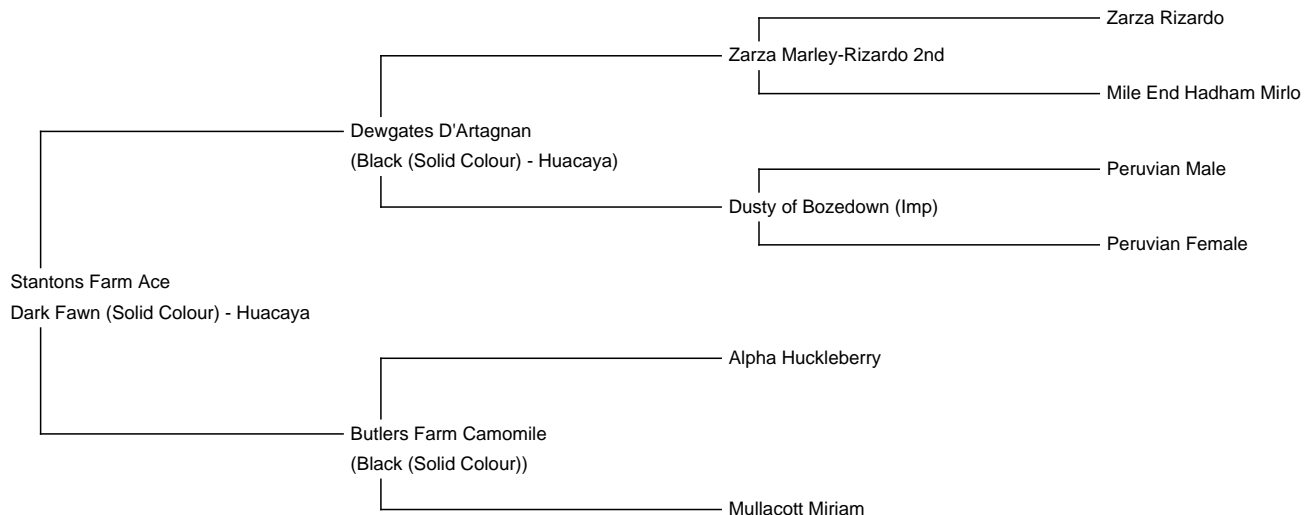 Zarza Rizardo
Zarza Marley-Rizardo 2nd
Mile End Hadham Mirlo
Dewgates D'Artagnan
(Black (Solid Colour) - Huacaya)
Peruvian Male
Dusty of Bozedown (Imp)
Peruvian Female
Stantons Farm Ace
Dark Fawn (Solid Colour) - Huacaya
Alpha Huckleberry
Butlers Farm Camomile
(Black (Solid Colour))
Mullacott Miriam